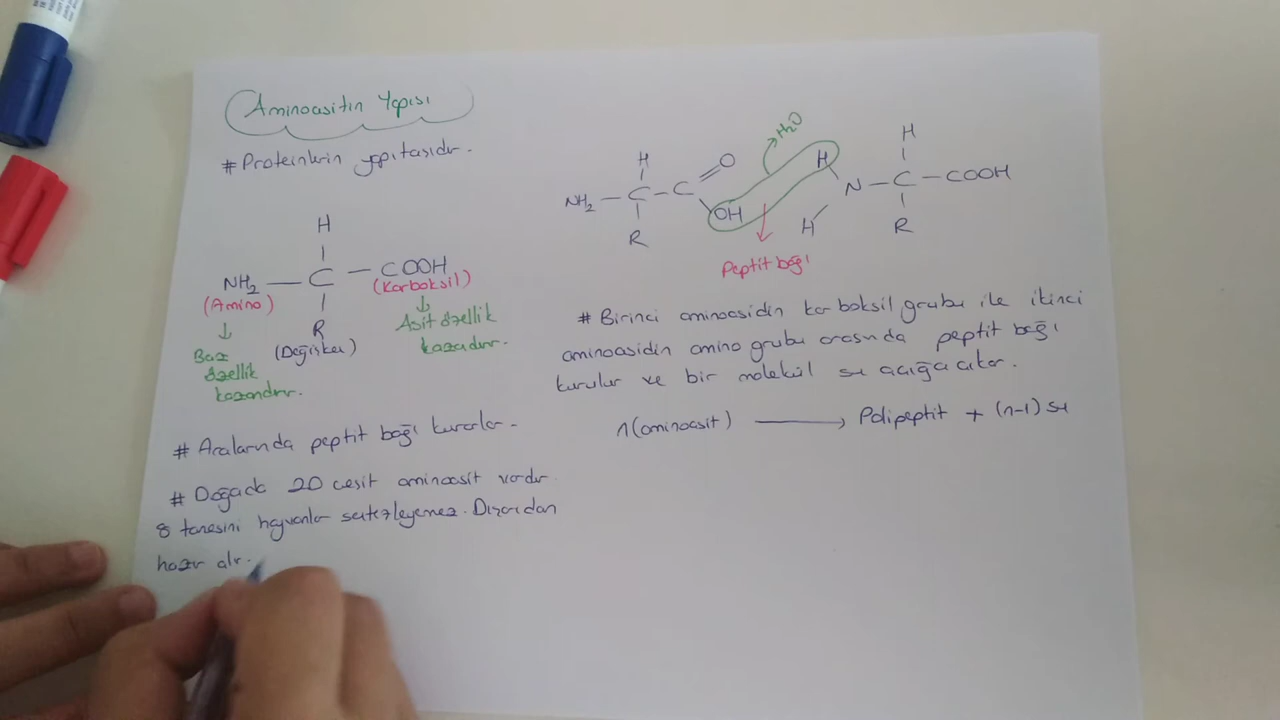 Aminoasitin Yapısı
# Proteinlerin yapıtaşıdır.
H
NH₂ — C — COOH
(Amino)
(Karboksil)
R
(Değişken)
Baz
özellik
kazandırır.
Asit özellik
kazandırır.
# Aralarında peptit bağı kurarlar.
# Doğada 20 çeşit aminoasit vardır.
8 tanesini hayvanlar sentezleyemez. Dışarıdan
hazır alır.
H₂O
H
O
NH₂ — C — C
OH
R
H
H
N — C — COOH
H
R
Peptit bağı
# Birinci aminoasidin karboksil grubu ile ikinci
aminoasidin amino grubu arasında peptit bağı
kurulur ve bir molekül su açığa çıkar.
n(aminoasit) ⟶ Polipeptit + (n-1) su